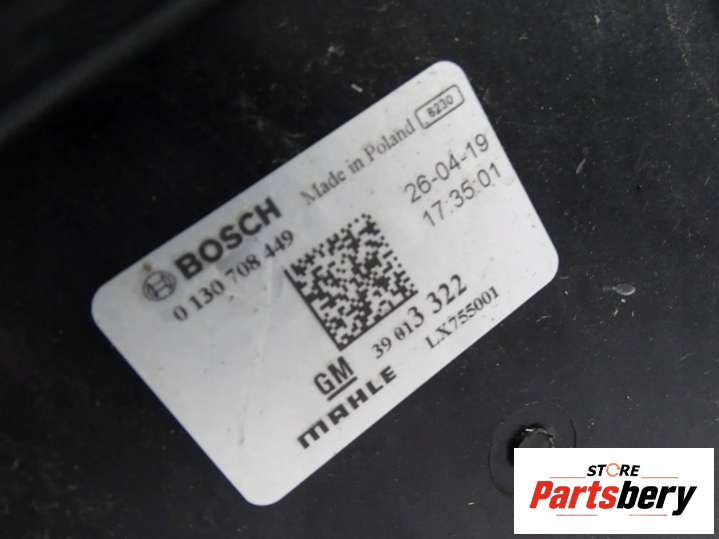 BOSCH
Made in Poland 6230
0 130 708 449
26-04-19
17:35:01
GM 39 013 322
MAHLE LX755001
STORE
Partsbery